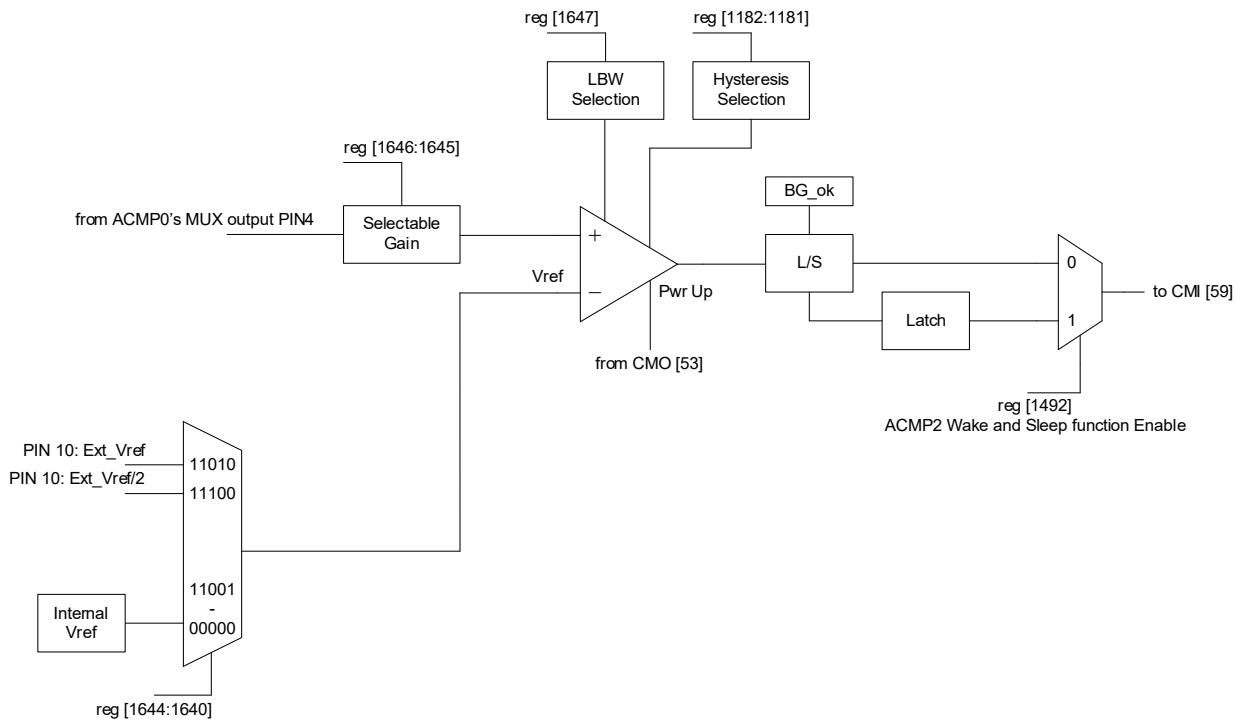 reg [1647]
reg [1182:1181]
LBW
Selection
Hysteresis
Selection
reg [1646:1645]
from ACMP0's MUX output PIN4
Selectable
Gain
BG_ok
+
L/S
0
Vref
–
Pwr Up
to CMI [59]
Latch
1
from CMO [53]
reg [1492]
ACMP2 Wake and Sleep function Enable
PIN 10: Ext_Vref
11010
PIN 10: Ext_Vref/2
11100
11001
-
00000
Internal
Vref
reg [1644:1640]